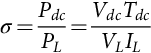 σ = P_dc / P_L = V_dc T_dc / V_L I_L